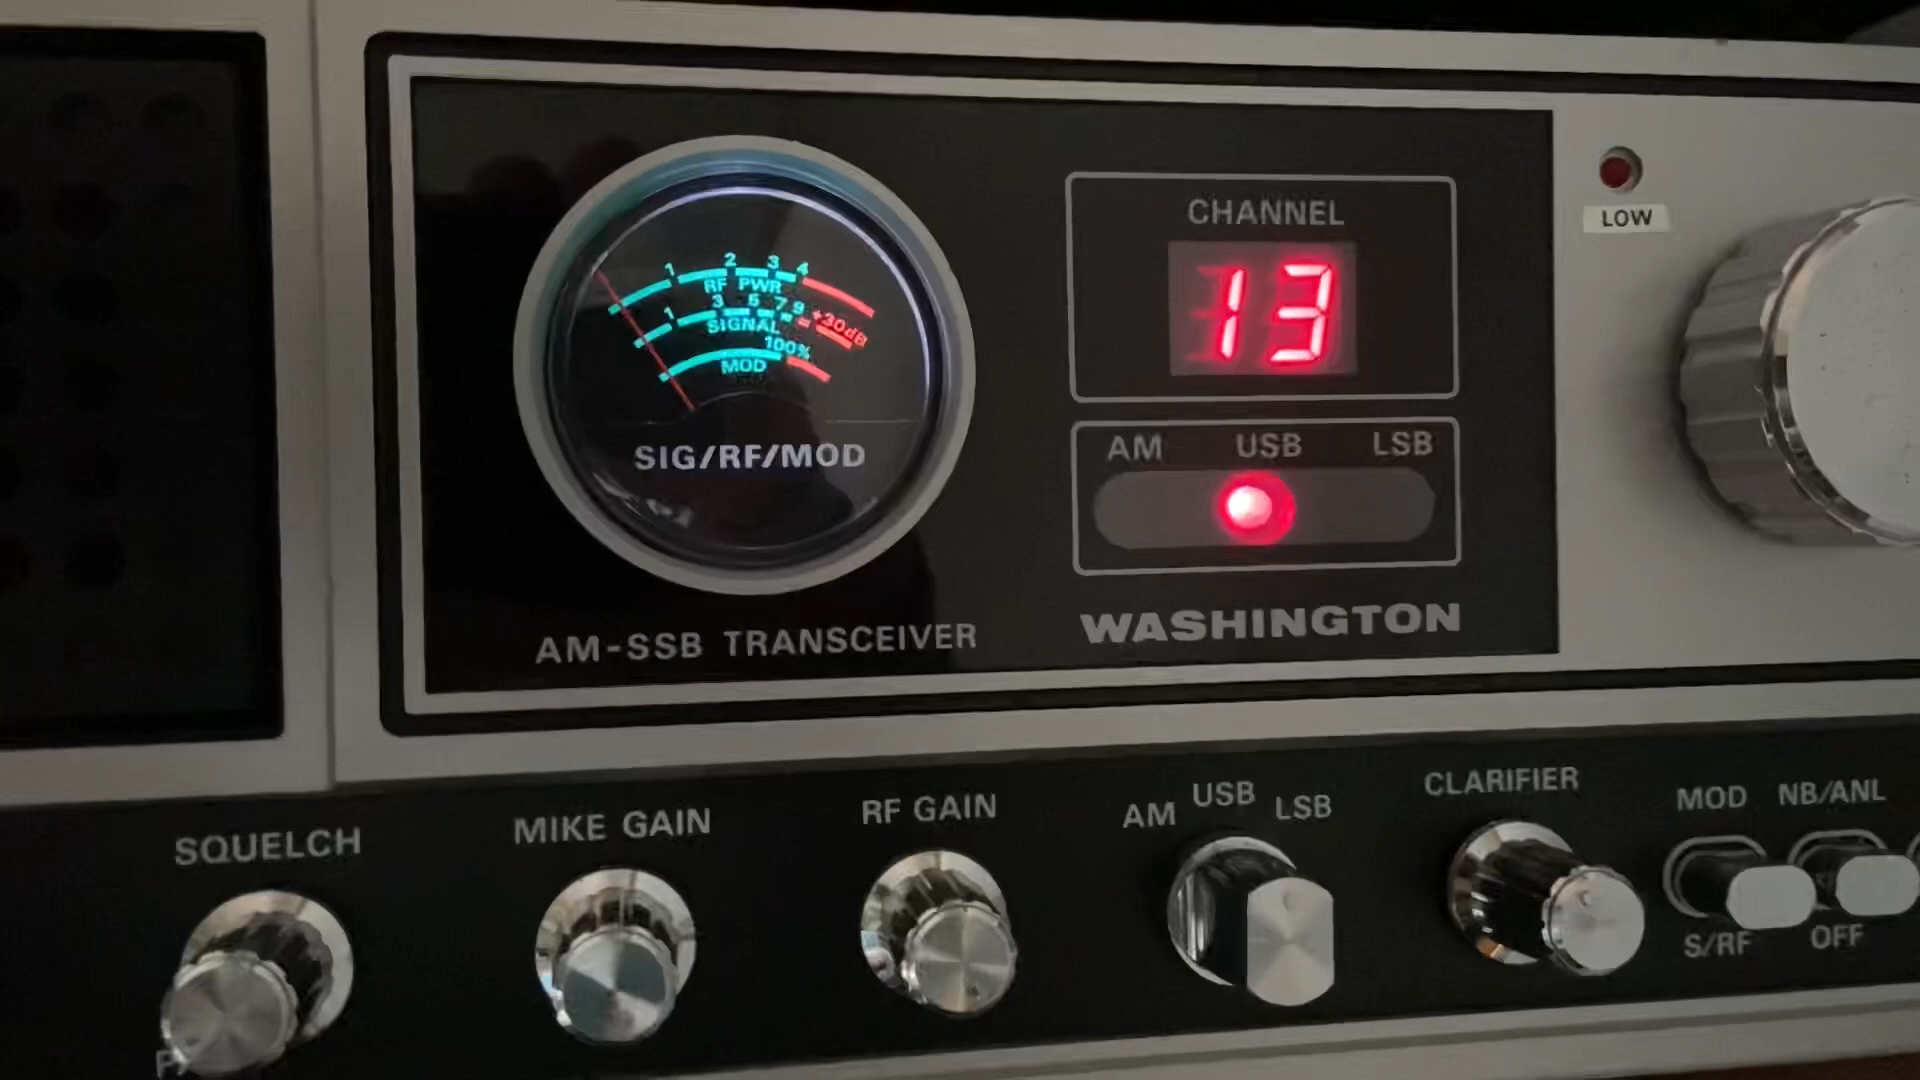 1 2 3 4
RF PWR
1 3 5 7 9 +30dB
SIGNAL
100%
MOD
SIG/RF/MOD
AM-SSB TRANSCEIVER
CHANNEL
13
AM USB LSB
WASHINGTON
LOW
SQUELCH
MIKE GAIN
RF GAIN
AM USB LSB
CLARIFIER
MOD NB/ANL
S/RF OFF